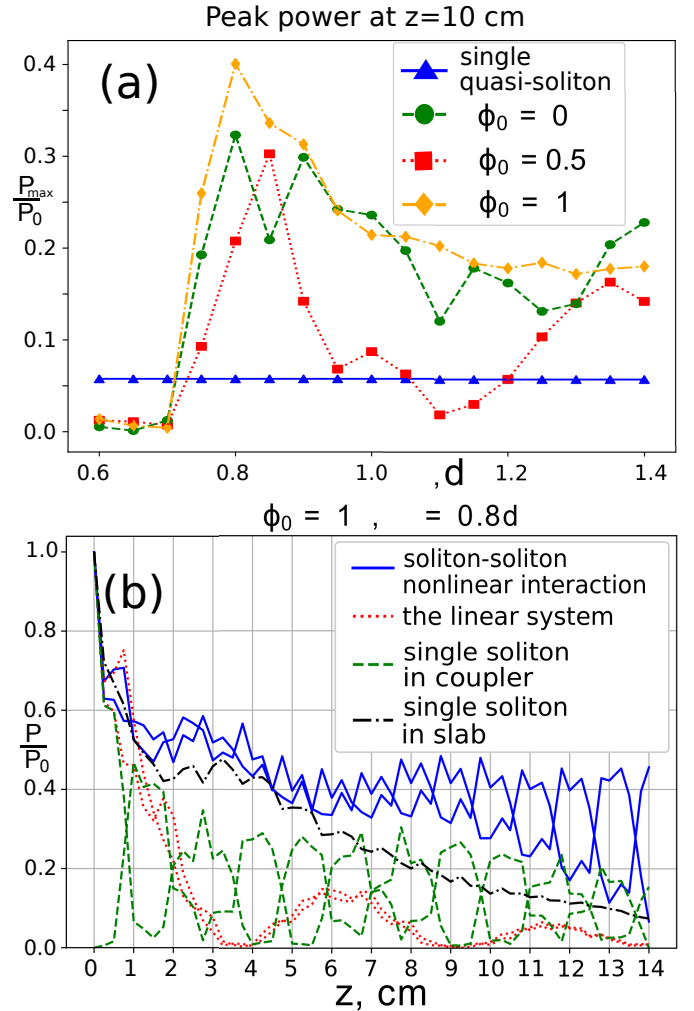 Peak power at z=10 cm
(a)
single
quasi-soliton
ϕ₀ = 0
ϕ₀ = 0.5
ϕ₀ = 1
0.4
0.3
0.2
0.1
0.0
P_max
P₀
0.6 0.8 1.0 1.2 1.4
,d
ϕ₀ = 1 , = 0.8d
(b)
soliton-soliton
nonlinear interaction
the linear system
single soliton
in coupler
single soliton
in slab
1.0
0.8
0.6
0.4
0.2
0.0
P
P₀
0 1 2 3 4 5 6 7 8 9 10 11 12 13 14
z, cm